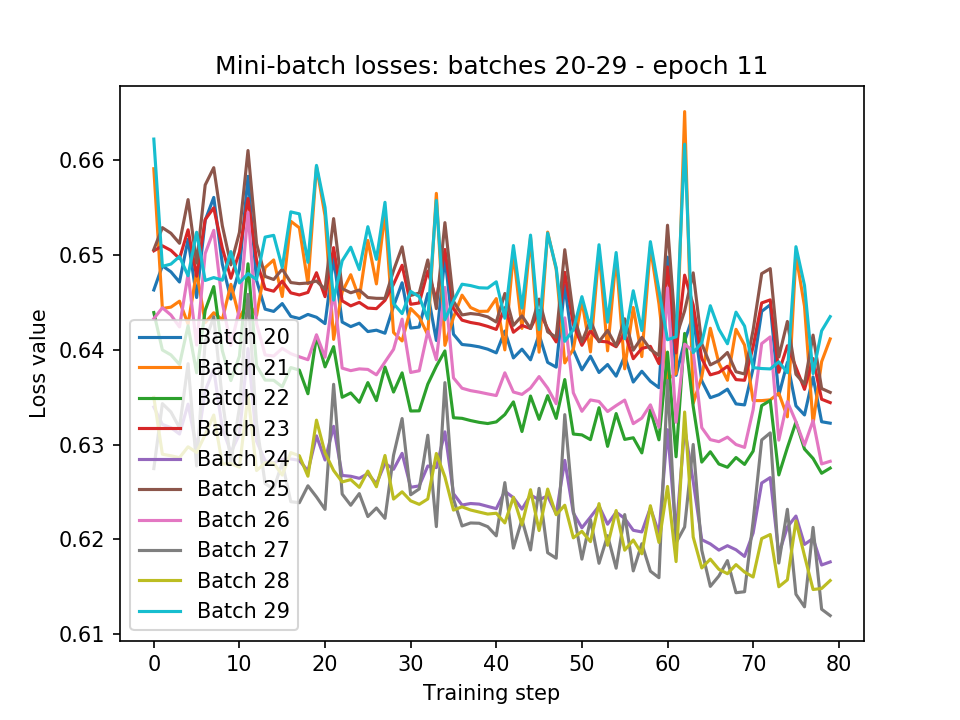 Mini-batch losses: batches 20-29 - epoch 11
Loss value
0.66
0.65
0.64
0.63
0.62
0.61
Batch 20
Batch 21
Batch 22
Batch 23
Batch 24
Batch 25
Batch 26
Batch 27
Batch 28
Batch 29
0 10 20 30 40 50 60 70 80
Training step